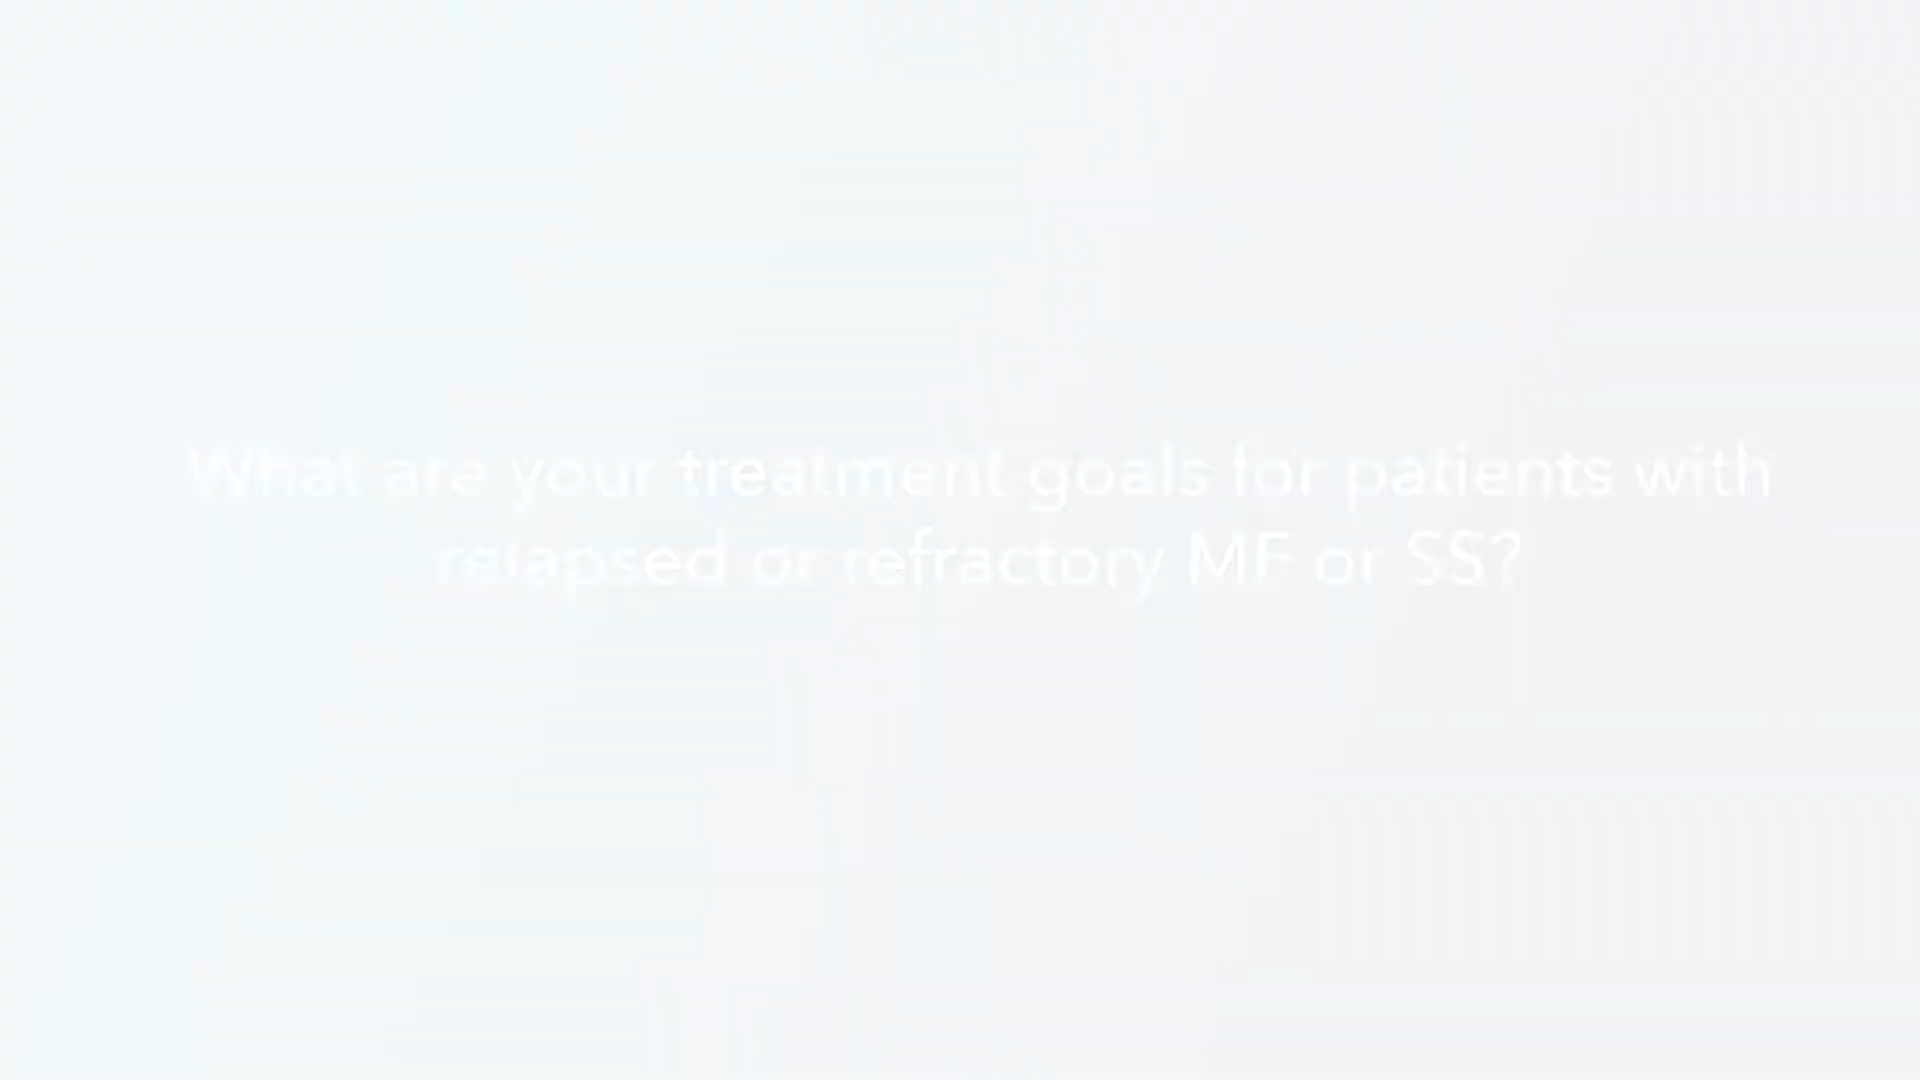 What are your treatment goals for patients with
relapsed or refractory MF or SS?